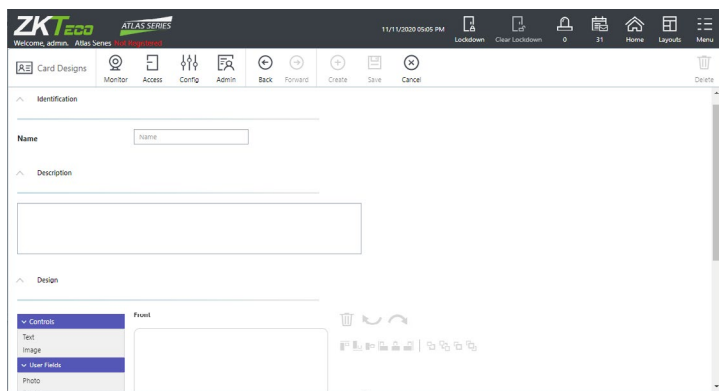 ZKTeco ATLAS SERIES
Welcome, admin. Atlas Series Not Registered
11/11/2020 05:05 PM
Lockdown
Clear Lockdown
0
31
Home
Layouts
Menu
Card Designs
Monitor
Access
Config
Admin
Back
Forward
Create
Save
Cancel
Delete
Identification
Name
Name
Description
Design
Controls
Front
Text
Image
User Fields
Photo